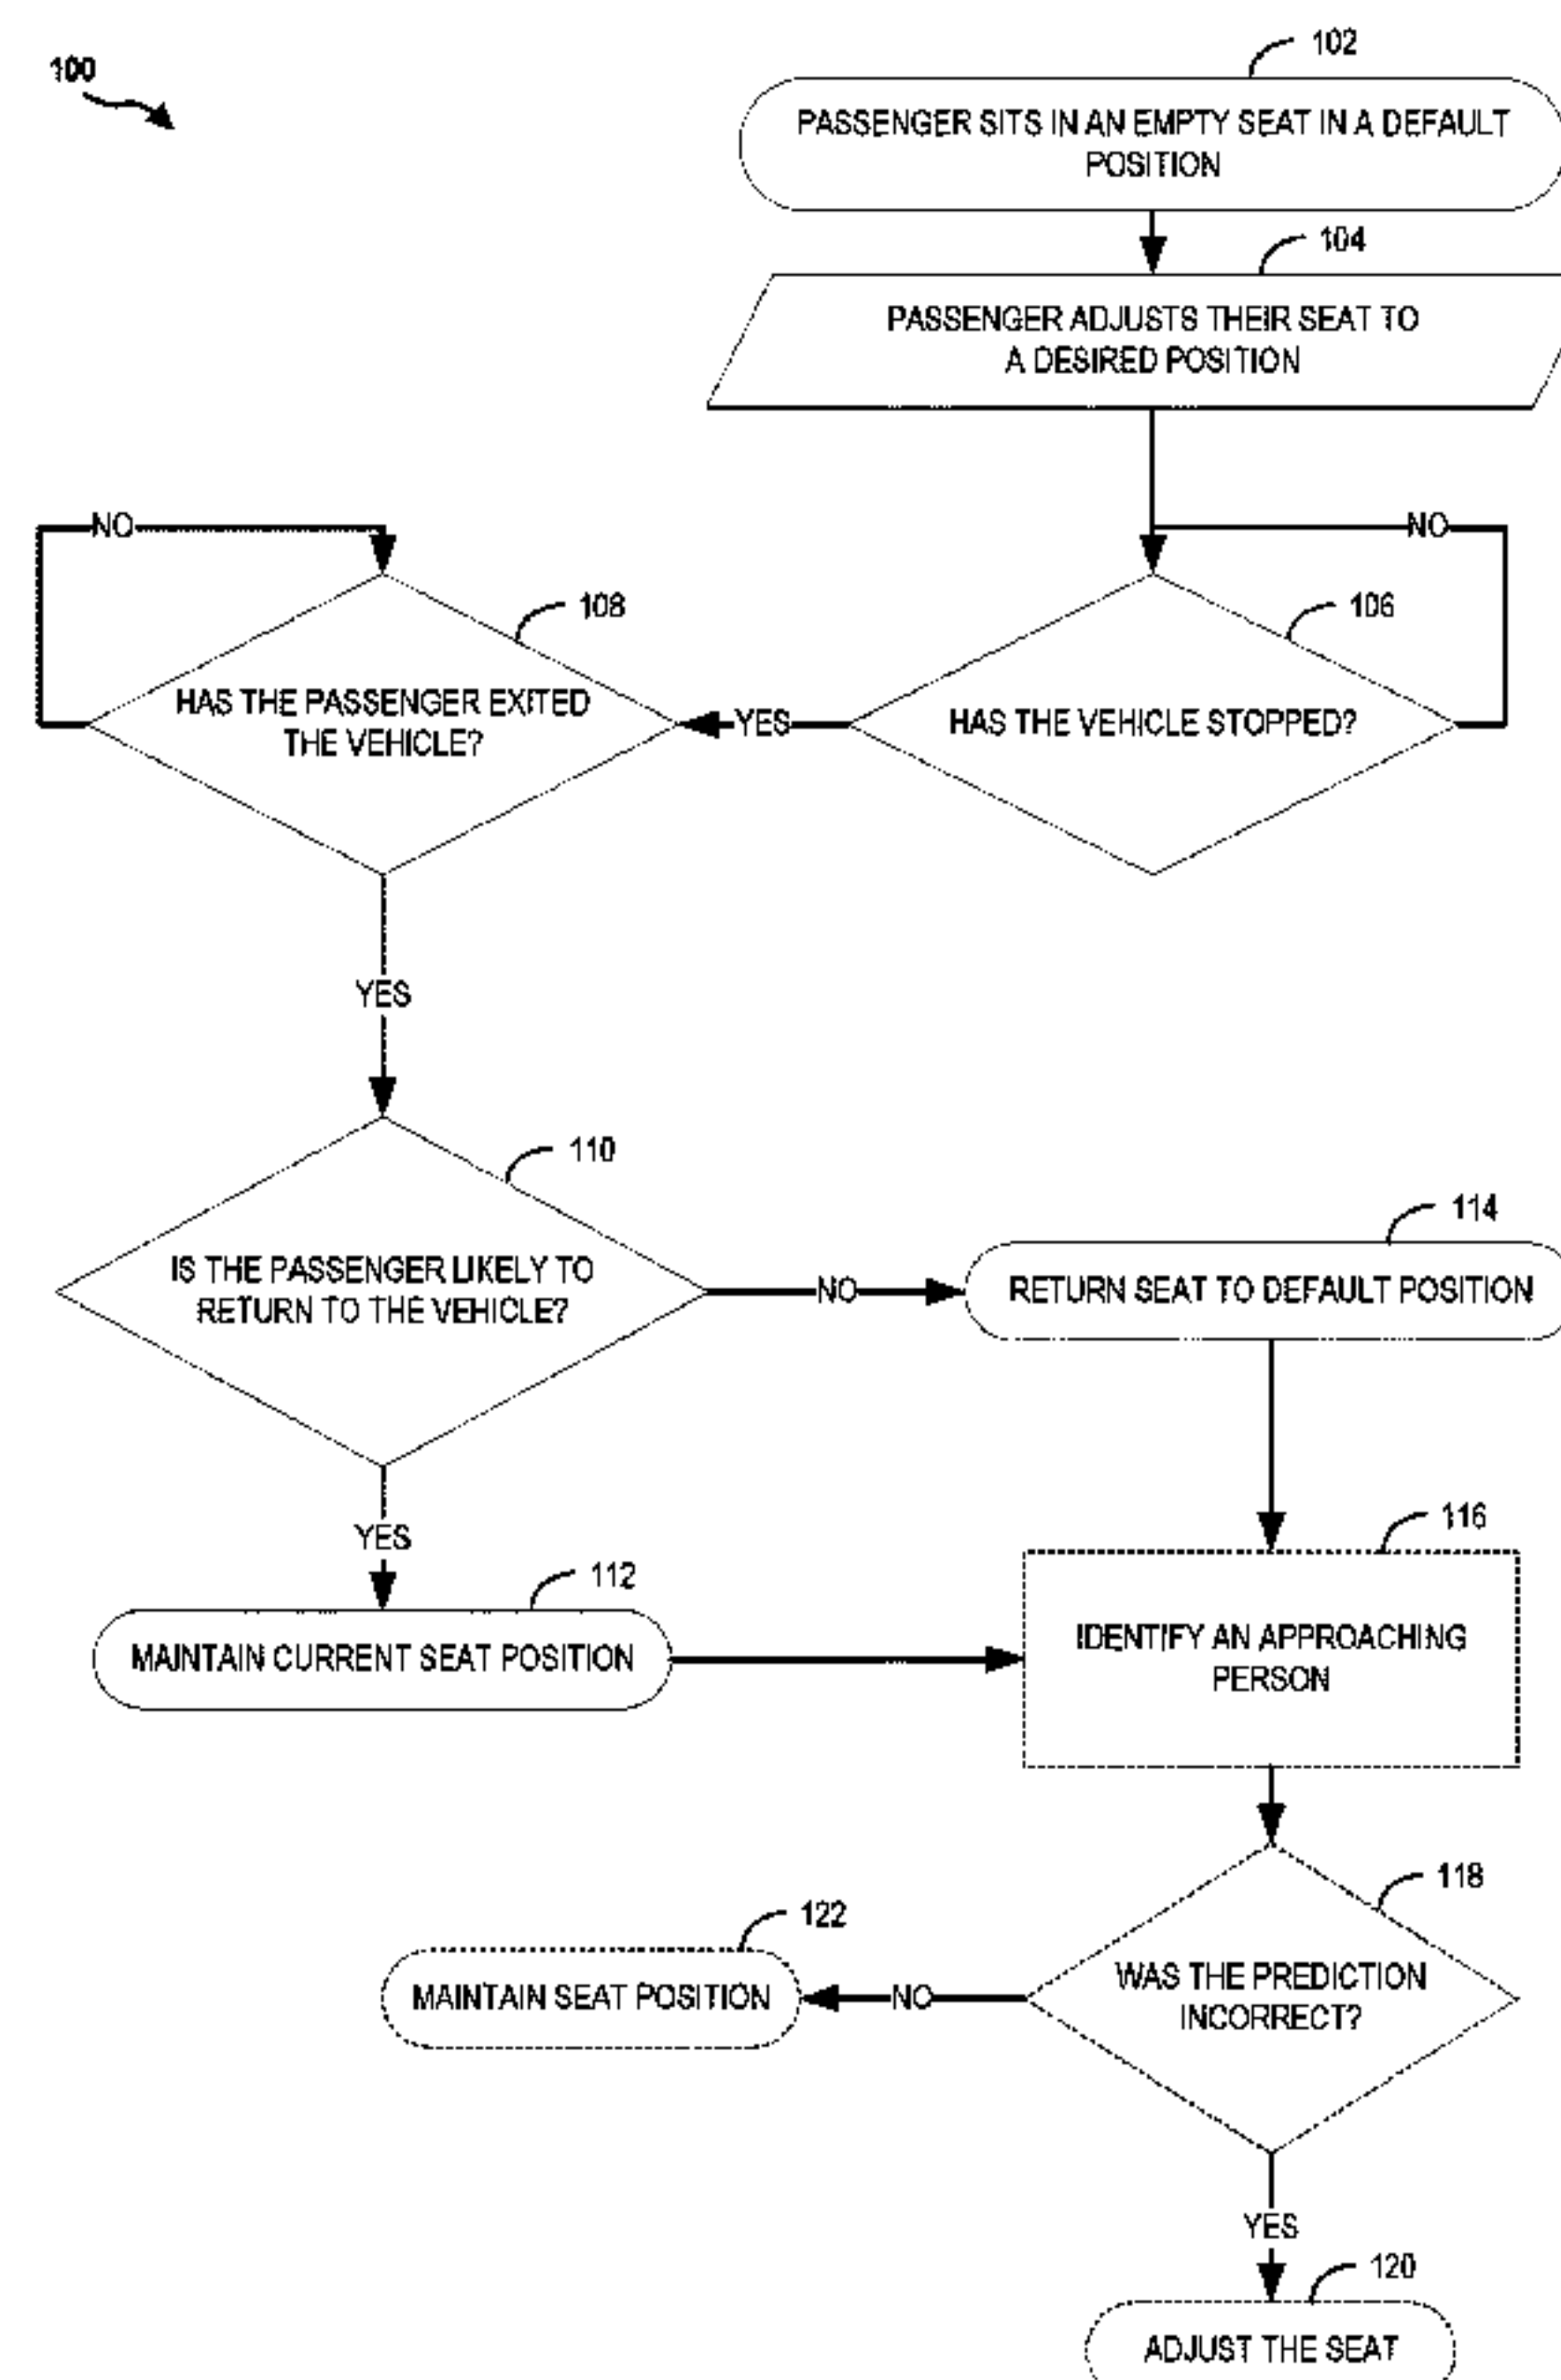 100
102
PASSENGER SITS IN AN EMPTY SEAT IN A DEFAULT
POSITION
104
PASSENGER ADJUSTS THEIR SEAT TO
A DESIRED POSITION
NO
NO
108
106
HAS THE PASSENGER EXITED
THE VEHICLE?
YES
HAS THE VEHICLE STOPPED?
YES
110
IS THE PASSENGER LIKELY TO
RETURN TO THE VEHICLE?
NO
114
RETURN SEAT TO DEFAULT POSITION
YES
116
112
MAINTAIN CURRENT SEAT POSITION
IDENTIFY AN APPROACHING
PERSON
118
122
MAINTAIN SEAT POSITION
NO
WAS THE PREDICTION
INCORRECT?
YES
120
ADJUST THE SEAT